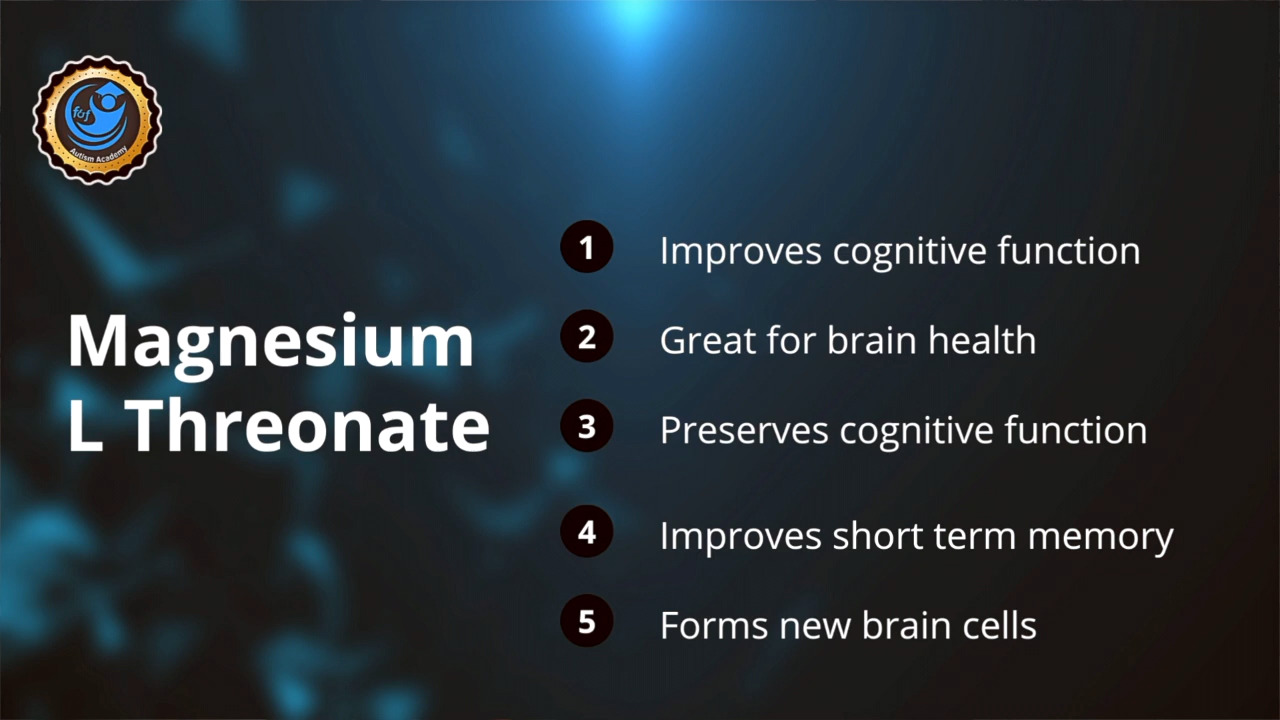 f&f
Autism Academy
Magnesium
L Threonate
1 Improves cognitive function
2 Great for brain health
3 Preserves cognitive function
4 Improves short term memory
5 Forms new brain cells